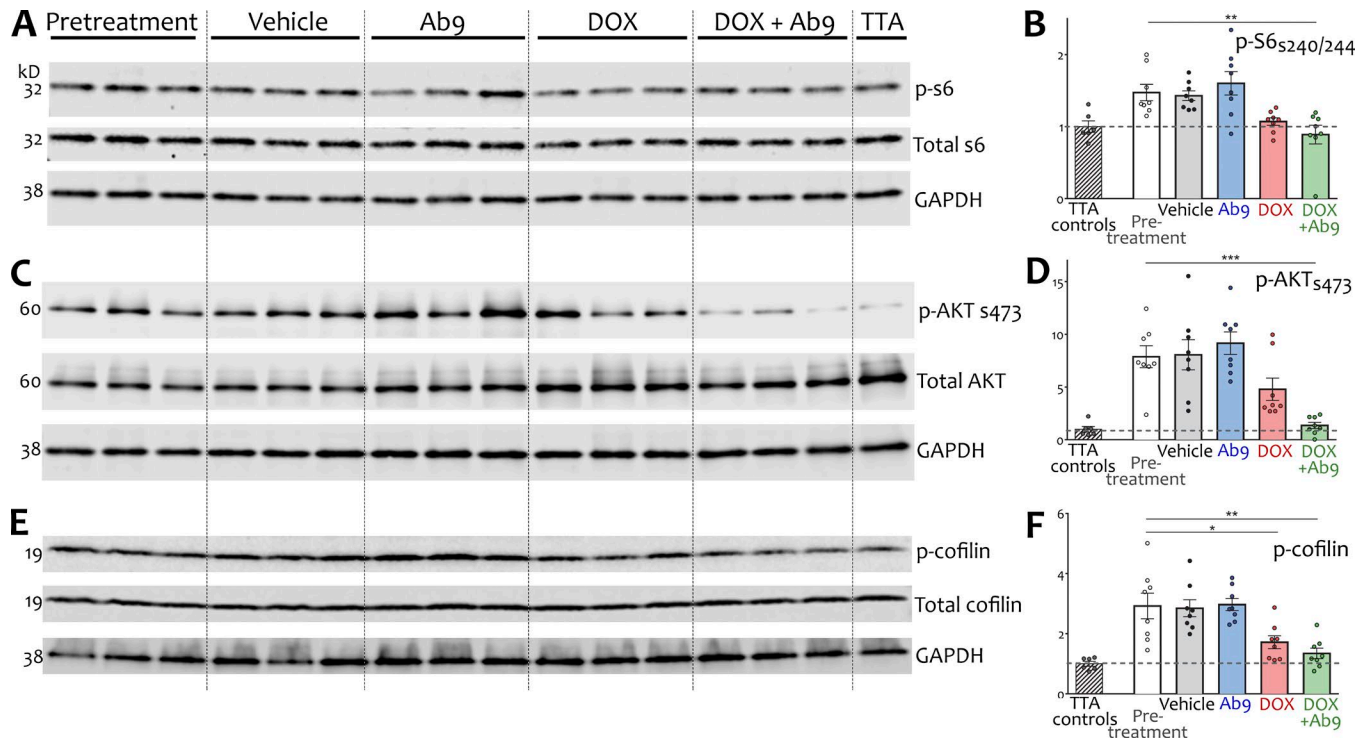 A Pretreatment Vehicle Ab9 DOX DOX + Ab9 TTA
kD
32 p-s6
32 Total s6
38 GAPDH
B
**
p-S6s240/244
2
1
0
TTA controls
Pre-treatment
Vehicle
Ab9
DOX
DOX +Ab9
C
60 p-AKT s473
60 Total AKT
38 GAPDH
D
***
p-AKTs473
15
10
5
0
TTA controls
Pre-treatment
Vehicle
Ab9
DOX
DOX +Ab9
E
19 p-cofilin
19 Total cofilin
38 GAPDH
F
**
*
p-cofilin
6
4
2
0
TTA controls
Pre-treatment
Vehicle
Ab9
DOX
DOX +Ab9